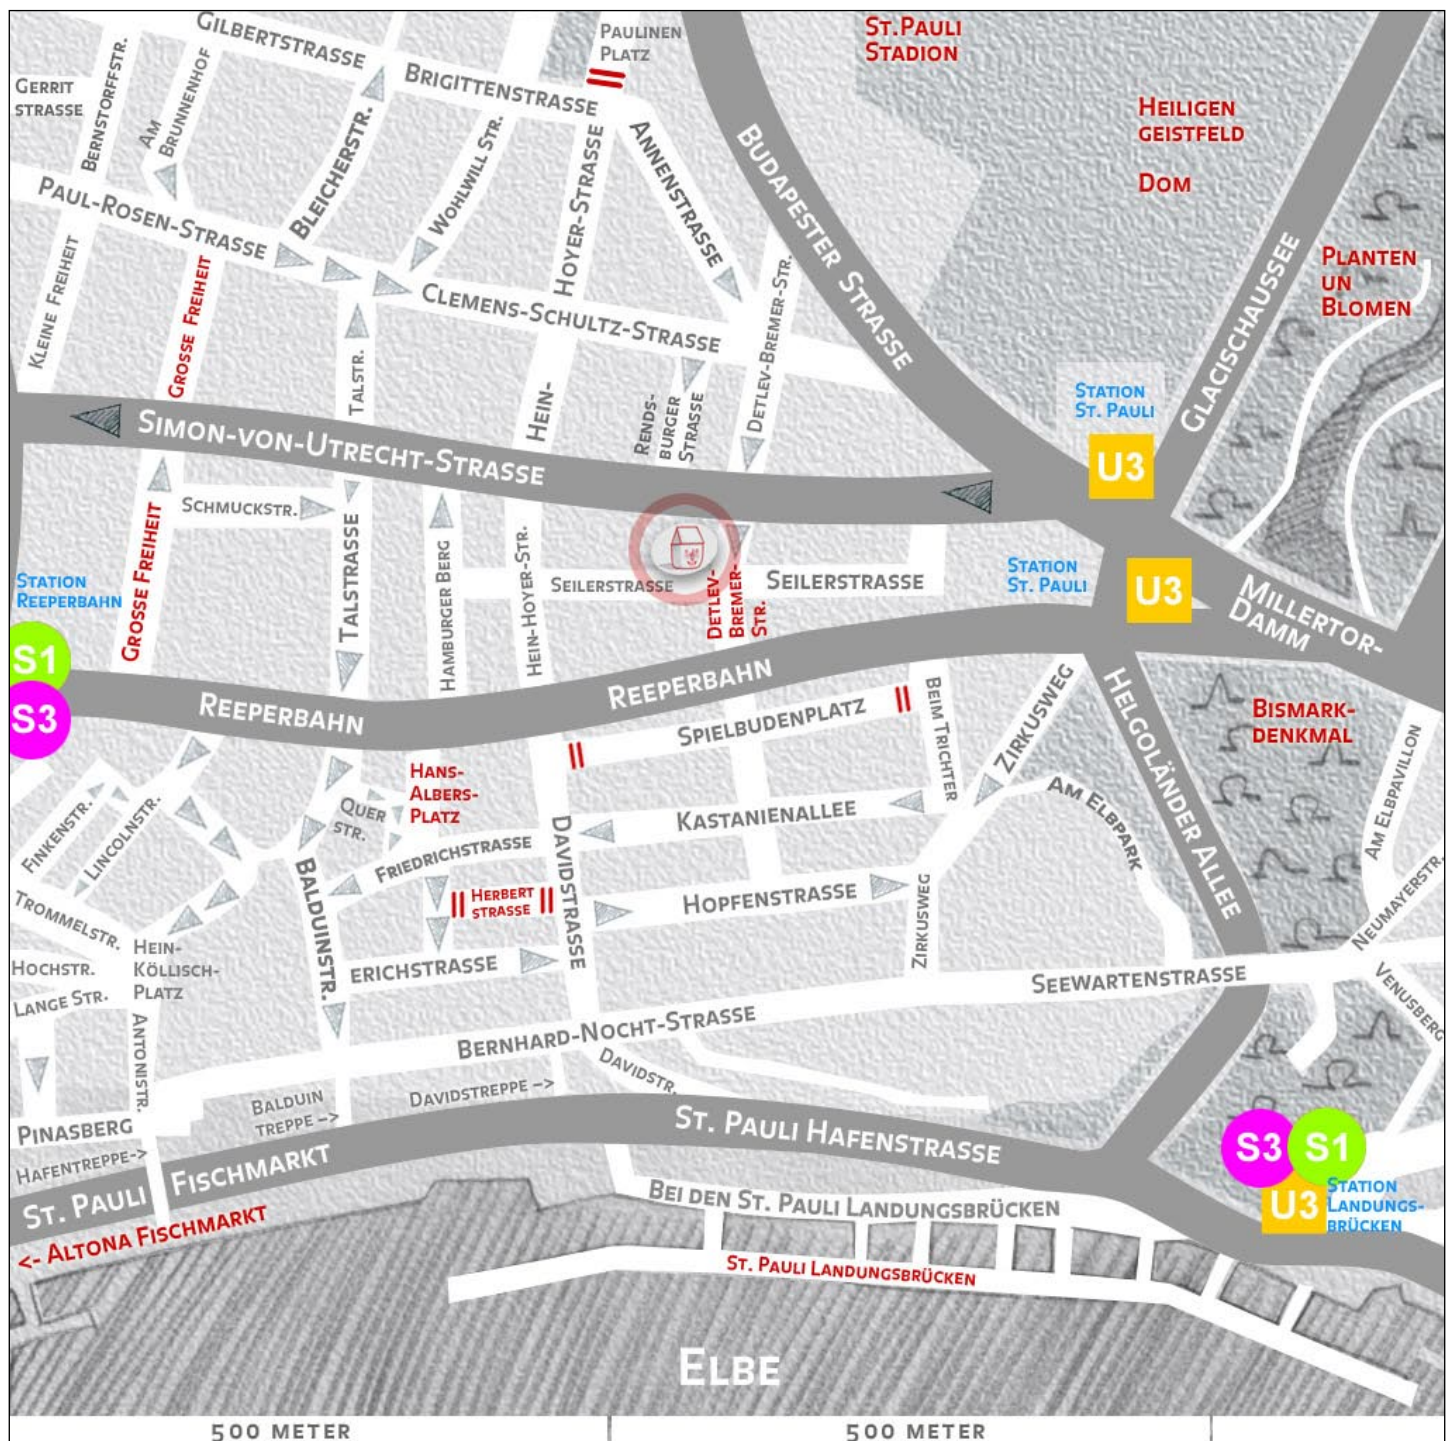 GILBERTSTRASSE
PAULINEN
PLATZ
ST.PAULI
STADION
GERRIT
STRASSE
BERNSTORFFSTR.
AM
BRUNNENHOF
BLEICHERSTR.
BRIGITTENSTRASSE
WOHLWILL STR.
HOYER-STRASSE
ANNENSTRASSE
BUDAPESTER STRASSE
HEILIGEN
GEISTFELD
DOM
GLACISCHAUSSEE
PLANTEN
UN
BLOMEN
PAUL-ROSEN-STRASSE
KLEINE FREIHEIT
GROSSE FREIHEIT
TALSTR.
CLEMENS-SCHULTZ-STRASSE
HEIN-
RENDS-
BURGER
STRASSE
DETLEV-BREMER-STR.
STATION
ST. PAULI
U3
SIMON-VON-UTRECHT-STRASSE
SCHMUCKSTR.
GROSSE FREIHEIT
TALSTRASSE
HAMBURGER BERG
HEIN-HOYER-STR.
SEILERSTRASSE
DETLEV-
BREMER-
STR.
SEILERSTRASSE
STATION
ST. PAULI
U3
MILLERTOR-
DAMM
STATION
REEPERBAHN
S1
S3
REEPERBAHN
REEPERBAHN
SPIELBUDENPLATZ
BEIM TRICHTER
ZIRKUSWEG
HELGOLÄNDER ALLEE
BISMARK-
DENKMAL
AM ELBPAVILLON
FINKENSTR.
LINCOLNSTR.
QUER
STR.
HANS-
ALBERS-
PLATZ
FRIEDRICHSTRASSE
DAVIDSTRASSE
KASTANIENALLEE
AM ELBPARK
BALDUINSTR.
HERBERT
STRASSE
HOPFENSTRASSE
ZIRKUSWEG
NEUMAYERSTR.
TROMMELSTR.
HEIN-
KÖLLISCH-
PLATZ
HOCHSTR.
LANGE STR.
ERICHSTRASSE
SEEWARTENSTRASSE
VENUSBERG
ANTONISTR.
BERNHARD-NOCHT-STRASSE
DAVIDSTR.
BALDUIN
TREPPE –>
DAVIDSTREPPE –>
PINASBERG
HAFENTREPPE->
ST. PAULI FISCHMARKT
ST. PAULI HAFENSTRASSE
S3
S1
U3
STATION
LANDUNGS-
BRÜCKEN
<- ALTONA FISCHMARKT
BEI DEN ST. PAULI LANDUNGSBRÜCKEN
ST. PAULI LANDUNGSBRÜCKEN
ELBE
500 METER
500 METER